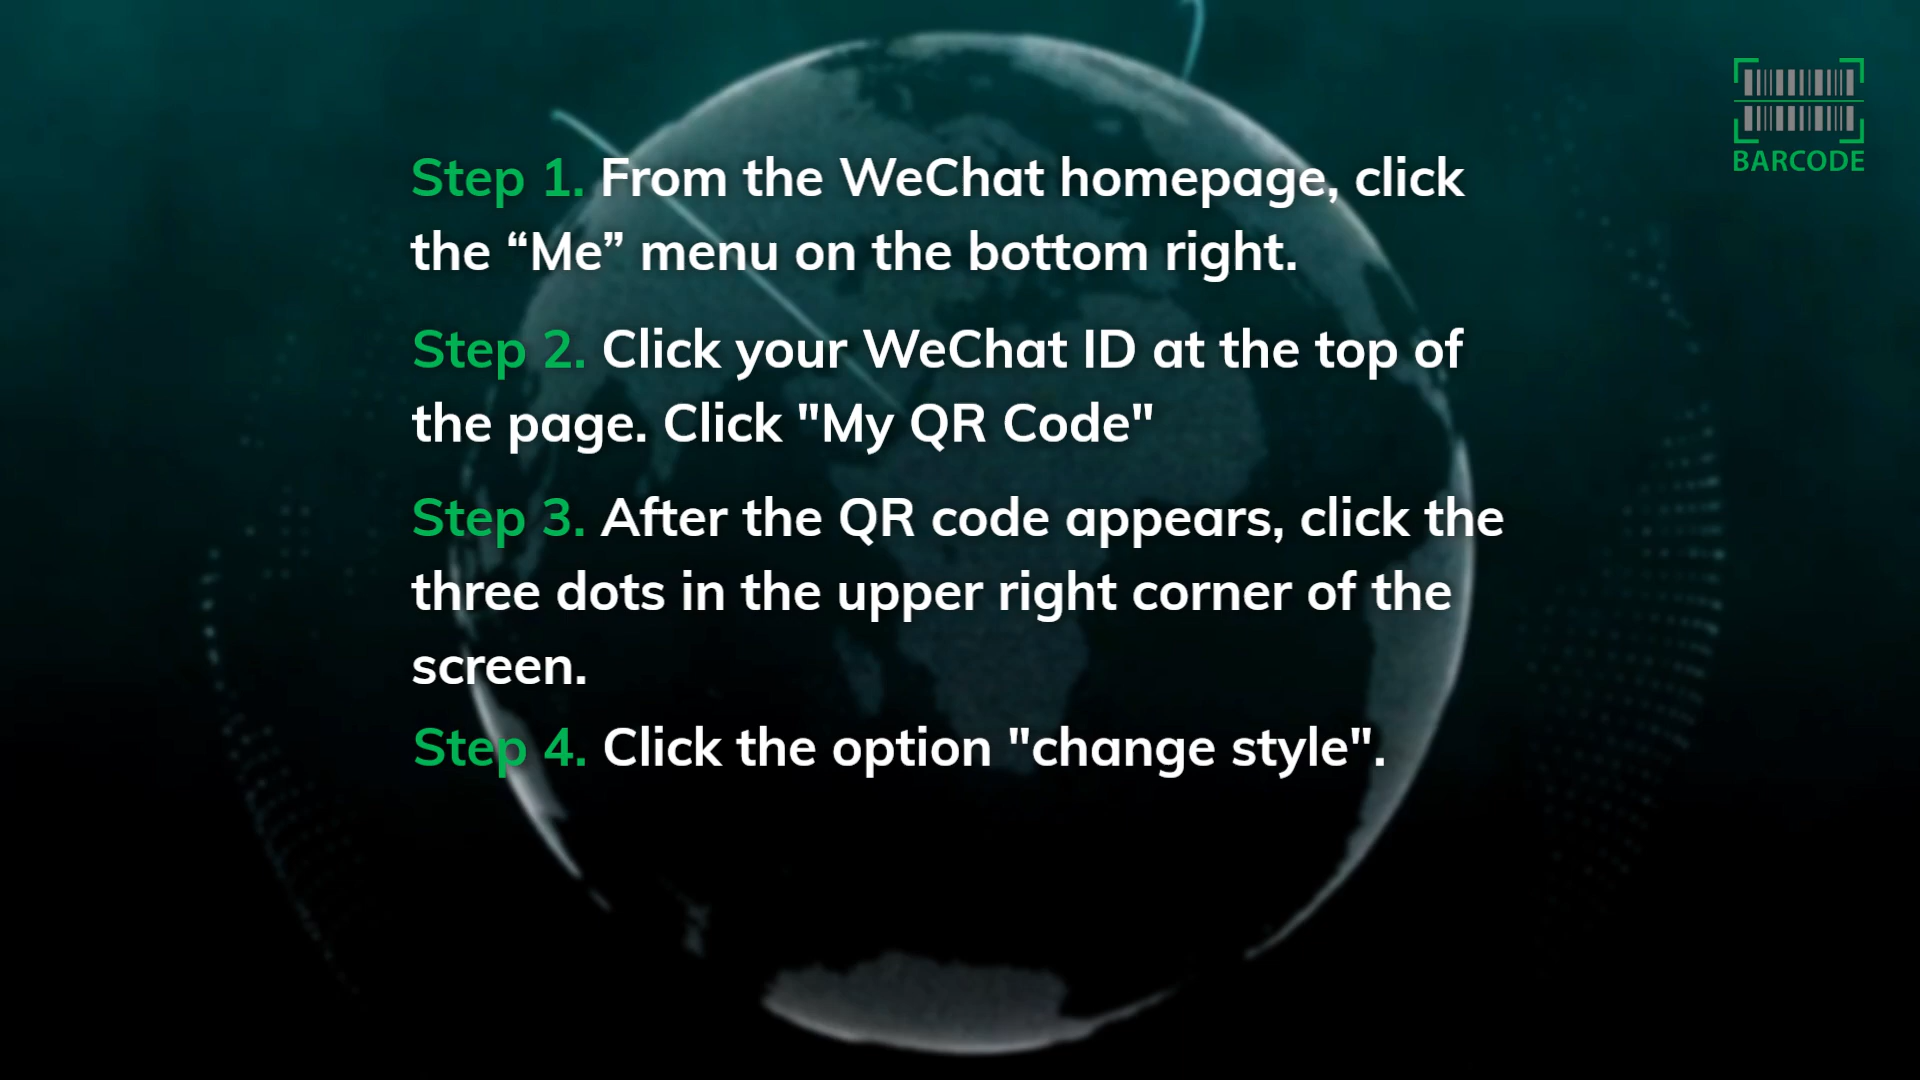 BARCODE
Step 1. From the WeChat homepage, click
the “Me” menu on the bottom right.
Step 2. Click your WeChat ID at the top of
the page. Click "My QR Code"
Step 3. After the QR code appears, click the
three dots in the upper right corner of the
screen.
Step 4. Click the option "change style".